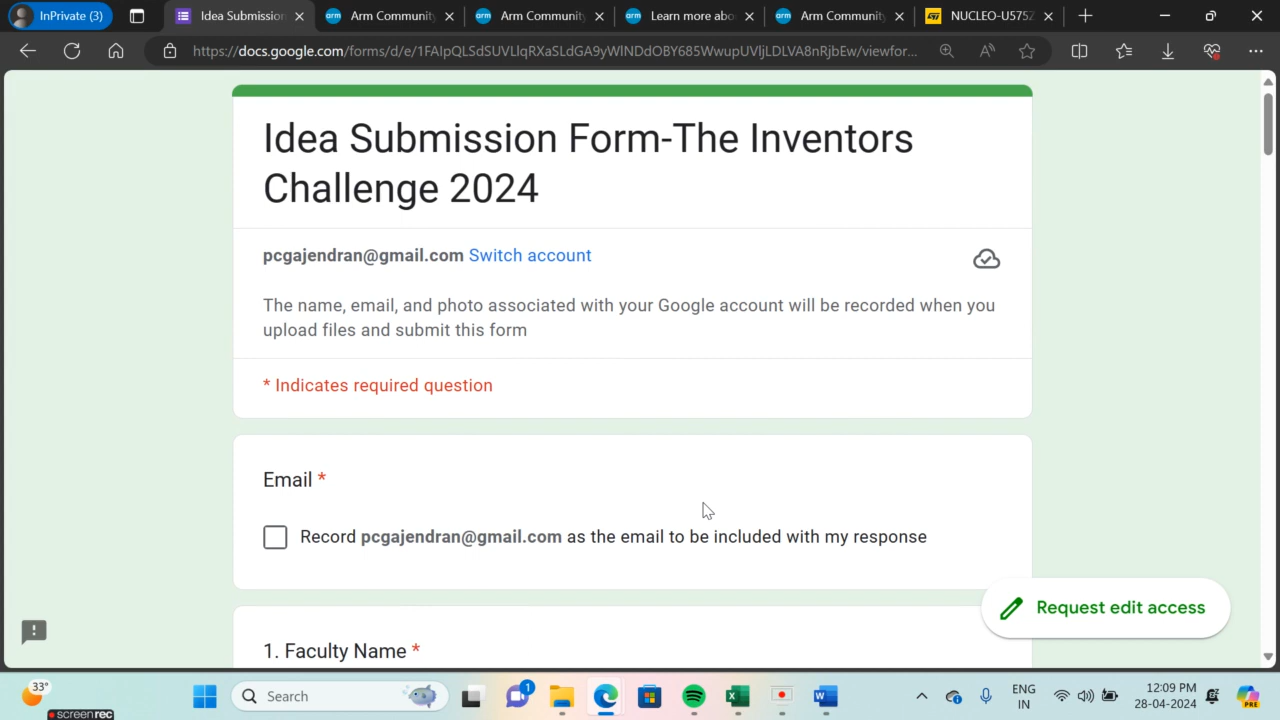 InPrivate (3)
Idea Submission
Arm Community
Arm Community
Learn more abo
Arm Community
NUCLEO-U575Z
https://docs.google.com/forms/d/e/1FAIpQLSdSUVLlqRXaSLdGA9yWlNDdOBY685WwupUVljLDLVA8nRjbEw/viewfor...
Idea Submission Form-The Inventors
Challenge 2024
pcgajendran@gmail.com Switch account
The name, email, and photo associated with your Google account will be recorded when you
upload files and submit this form
* Indicates required question
Email *
Record pcgajendran@gmail.com as the email to be included with my response
Request edit access
1. Faculty Name *
33°
Search
1
ENG
IN
12:09 PM
28-04-2024
PRE
screenrec